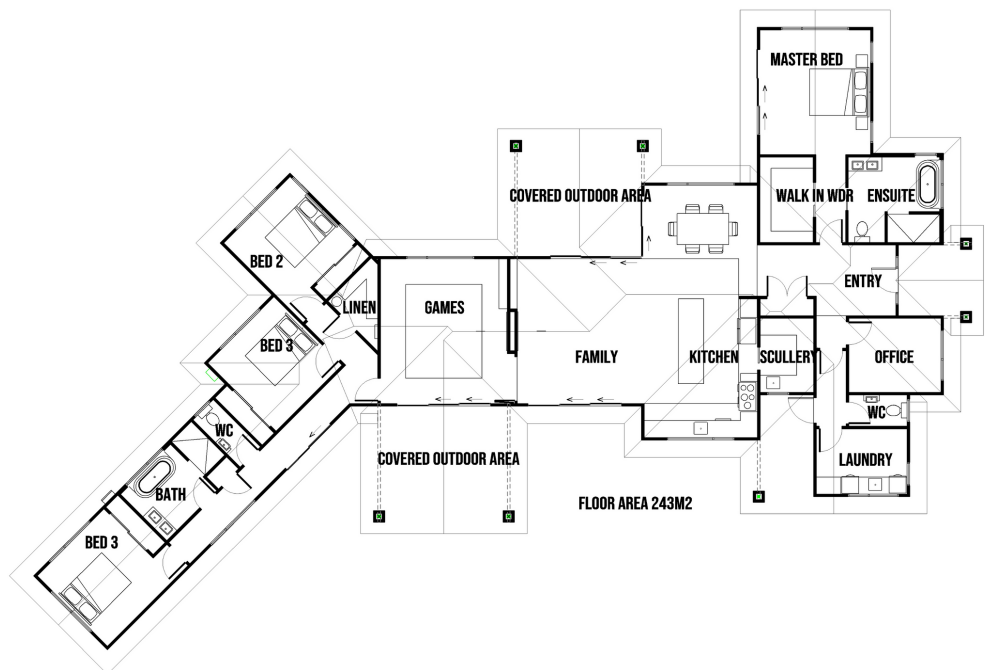 MASTER BED
COVERED OUTDOOR AREA
WALK IN WDR
ENSUITE
BED 2
ENTRY
LINEN
GAMES
BED 3
FAMILY
KITCHEN
SCULLERY
OFFICE
WC
WC
COVERED OUTDOOR AREA
LAUNDRY
BATH
FLOOR AREA 243M2
BED 3